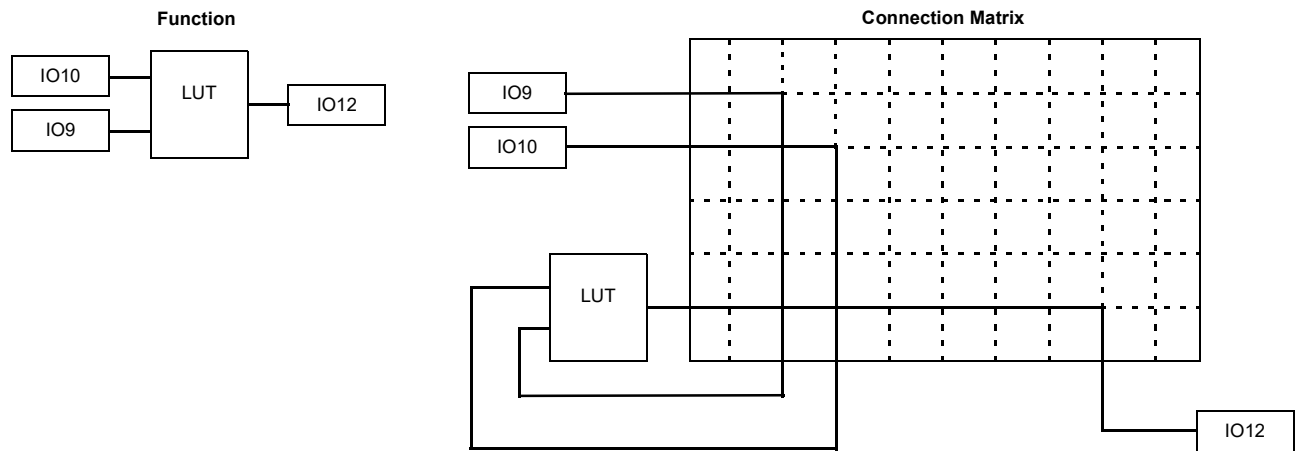 Function
IO10
IO9
LUT
IO12
Connection Matrix
IO9
IO10
LUT
IO12